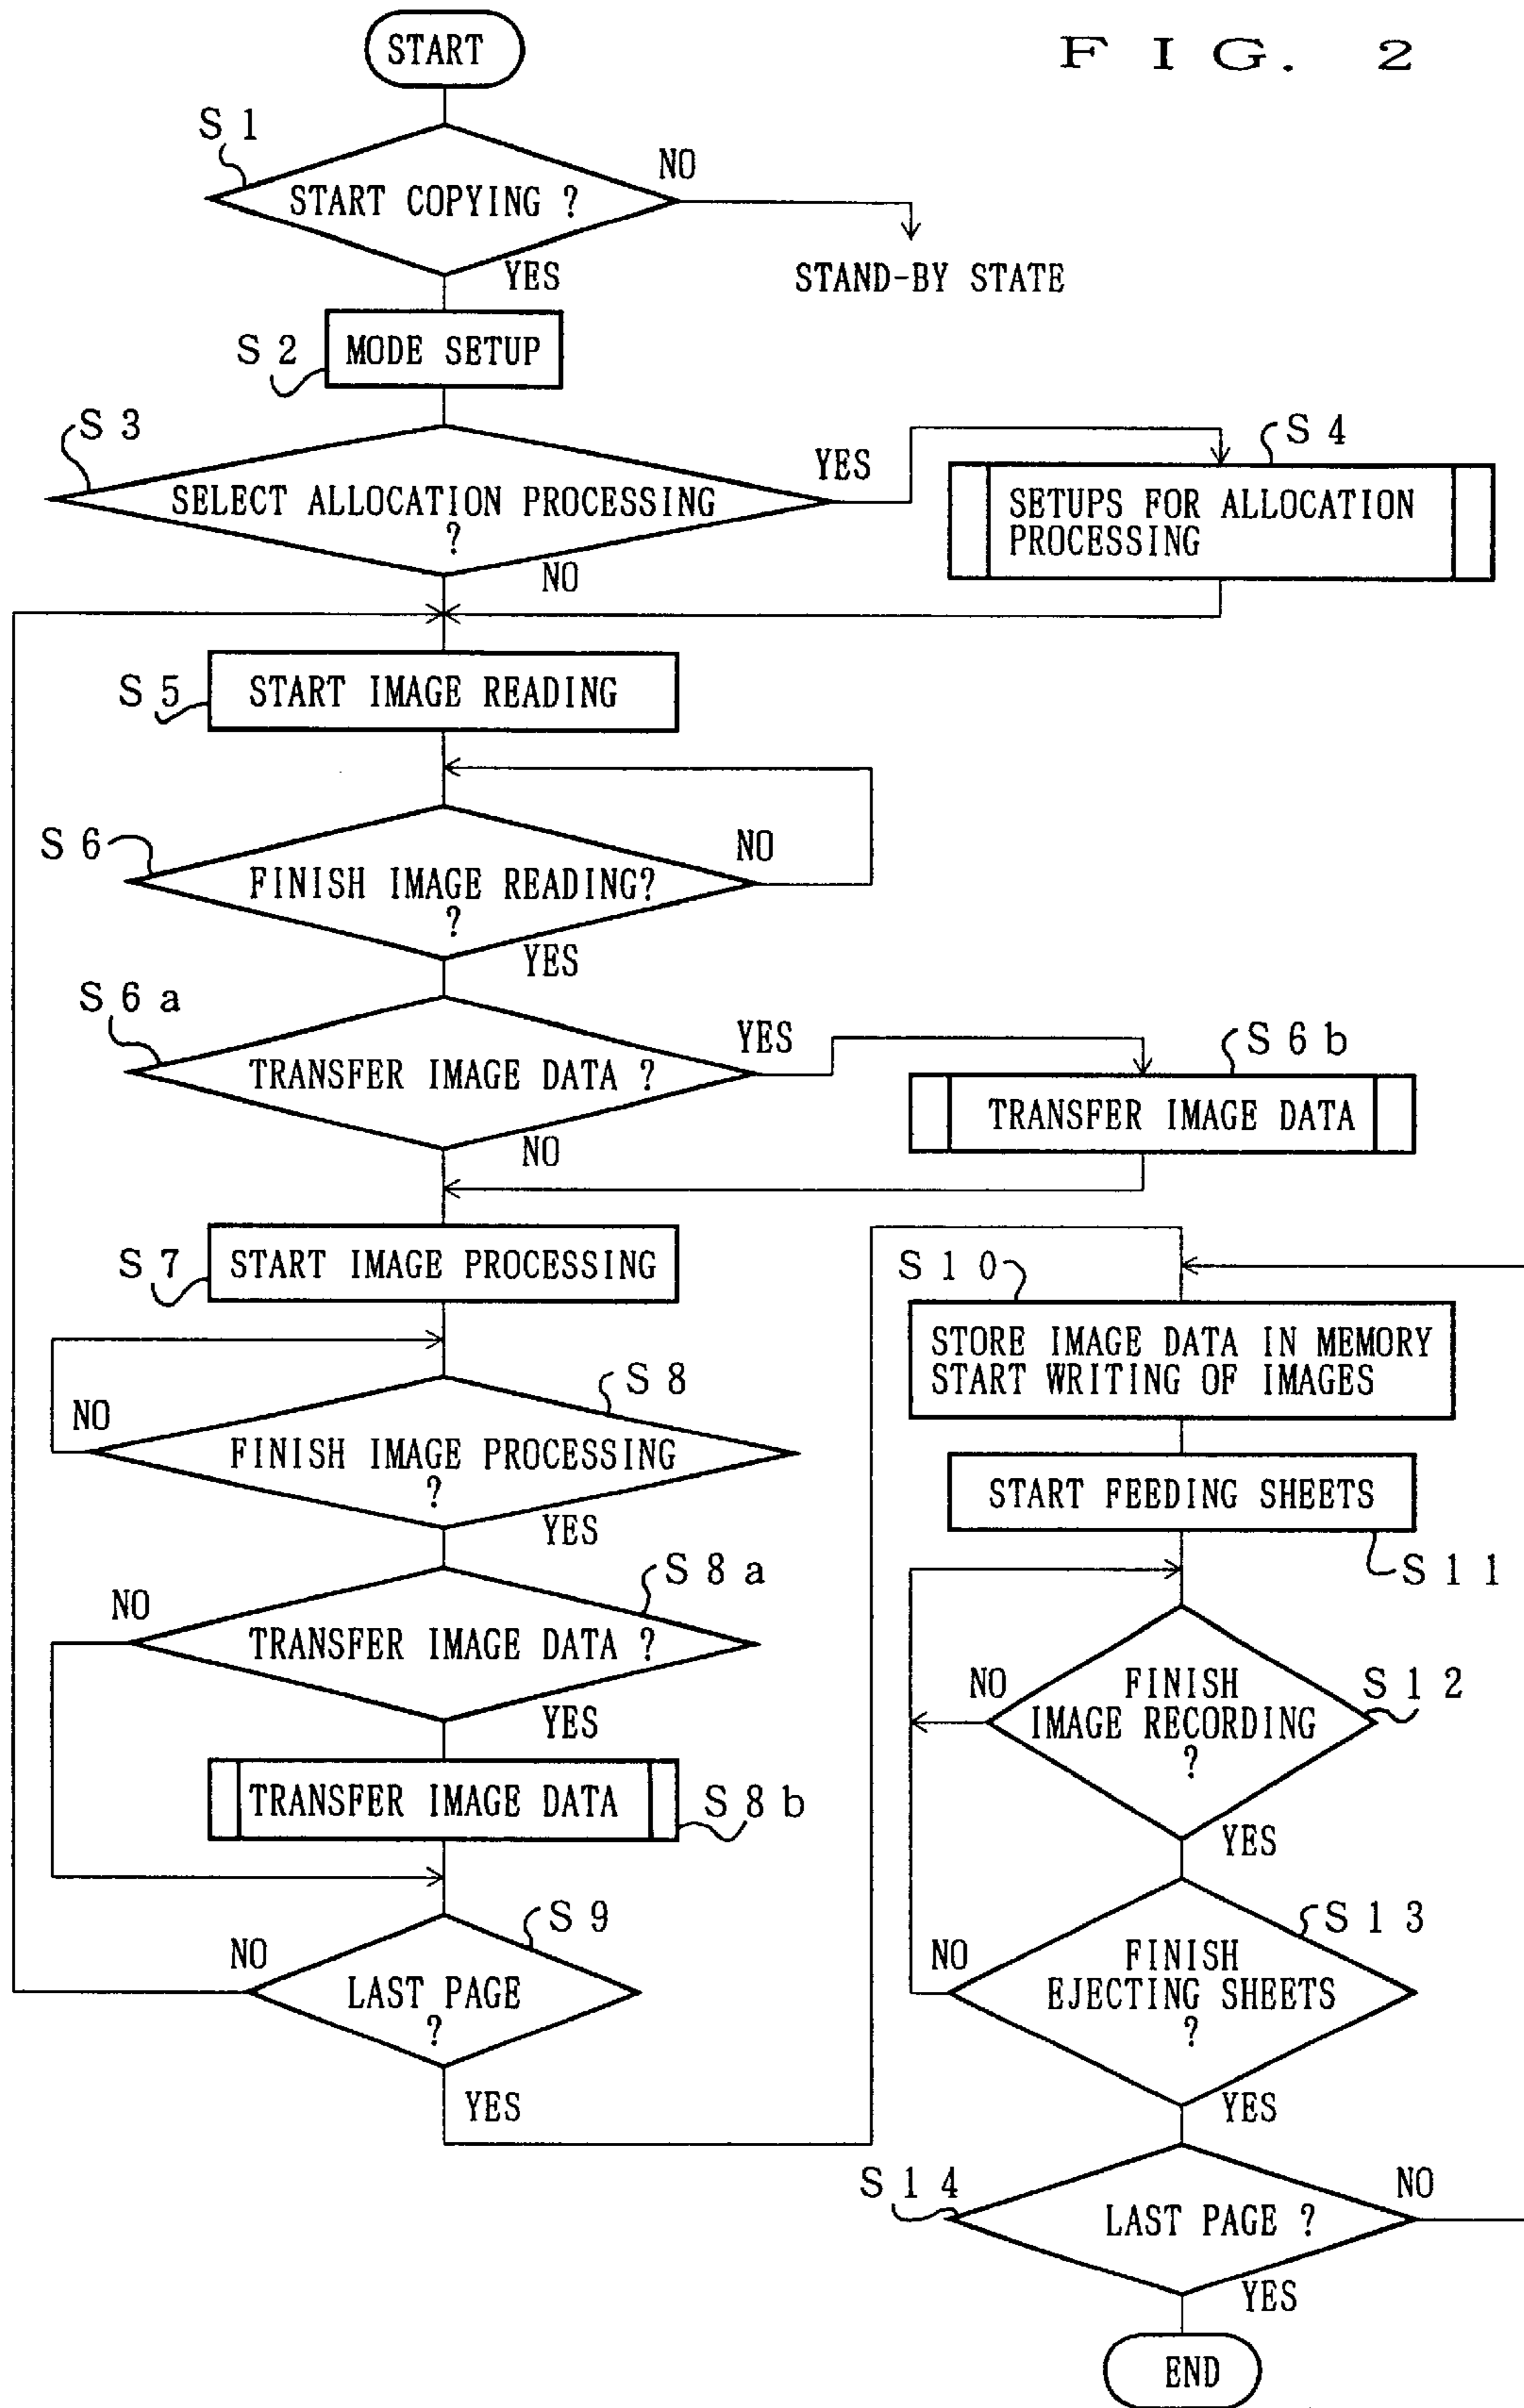 START
F I G. 2
S 1
NO
START COPYING ?
YES
STAND-BY STATE
S 2
MODE SETUP
S 3
YES
S 4
SELECT ALLOCATION PROCESSING
?
SETUPS FOR ALLOCATION
PROCESSING
NO
S 5
START IMAGE READING
S 6
NO
FINISH IMAGE READING?
?
YES
S 6 a
YES
S 6 b
TRANSFER IMAGE DATA ?
TRANSFER IMAGE DATA
NO
S 7
START IMAGE PROCESSING
S 8
NO
FINISH IMAGE PROCESSING
?
YES
S 8 a
NO
TRANSFER IMAGE DATA ?
YES
TRANSFER IMAGE DATA
S 8 b
S 9
NO
LAST PAGE
?
YES
S 1 0
STORE IMAGE DATA IN MEMORY
START WRITING OF IMAGES
START FEEDING SHEETS
S 1 1
NO
FINISH
IMAGE RECORDING
?
S 1 2
YES
S 1 3
NO
FINISH
EJECTING SHEETS
?
YES
S 1 4
NO
LAST PAGE ?
YES
END